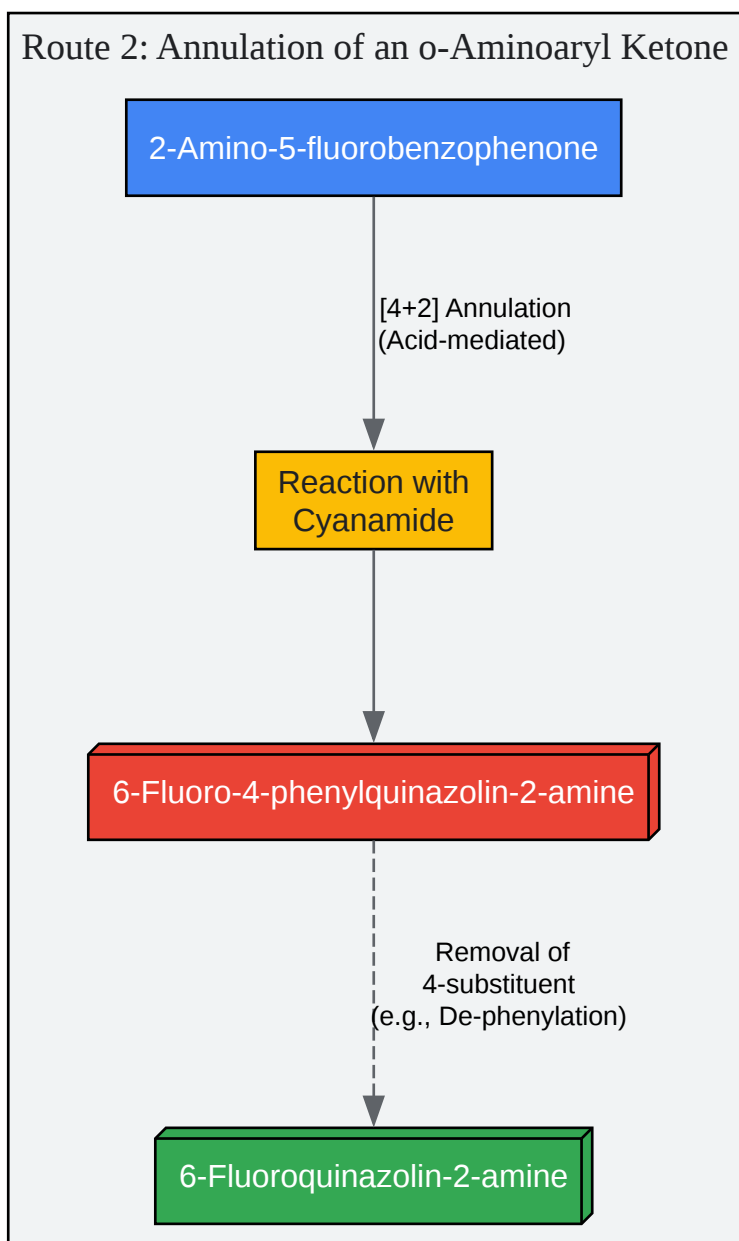 Route 2: Annulation of an o-Aminoaryl Ketone
2-Amino-5-fluorobenzophenone
[4+2] Annulation
(Acid-mediated)
Reaction with
Cyanamide
6-Fluoro-4-phenylquinazolin-2-amine
Removal of
4-substituent
(e.g., De-phenylation)
6-Fluoroquinazolin-2-amine